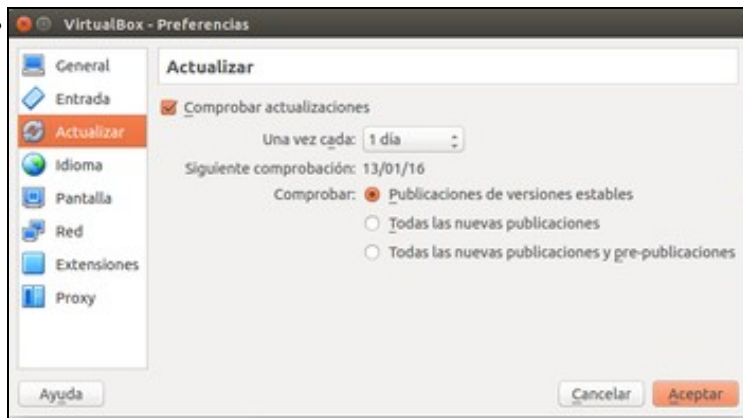 VirtualBox - Preferencias
General
Entrada
Actualizar
Idioma
Pantalla
Red
Extensiones
Proxy
Actualizar
Comprobar actualizaciones
Una vez cada: 1 día
Siguiente comprobación: 13/01/16
Comprobar: Publicaciones de versiones estables
Todas las nuevas publicaciones
Todas las nuevas publicaciones y pre-publicaciones
Ayuda
Cancelar
Aceptar